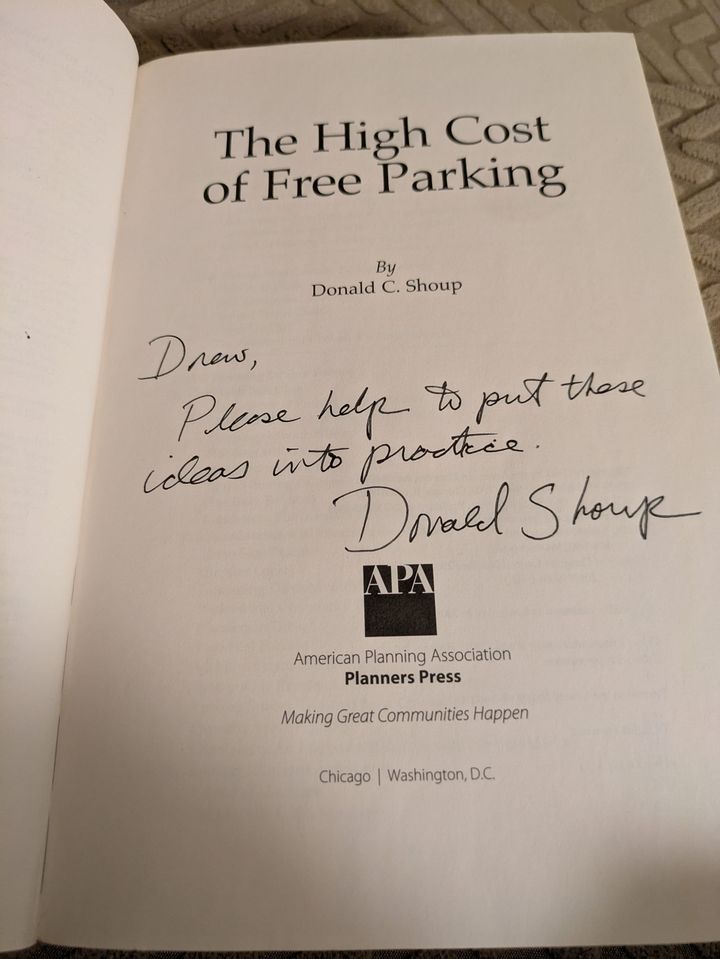 The High Cost
of Free Parking
By
Donald C. Shoup
Drew,
Please help to put these
ideas into practice.
Donald Shoup
APA
American Planning Association
Planners Press
Making Great Communities Happen
Chicago | Washington, D.C.